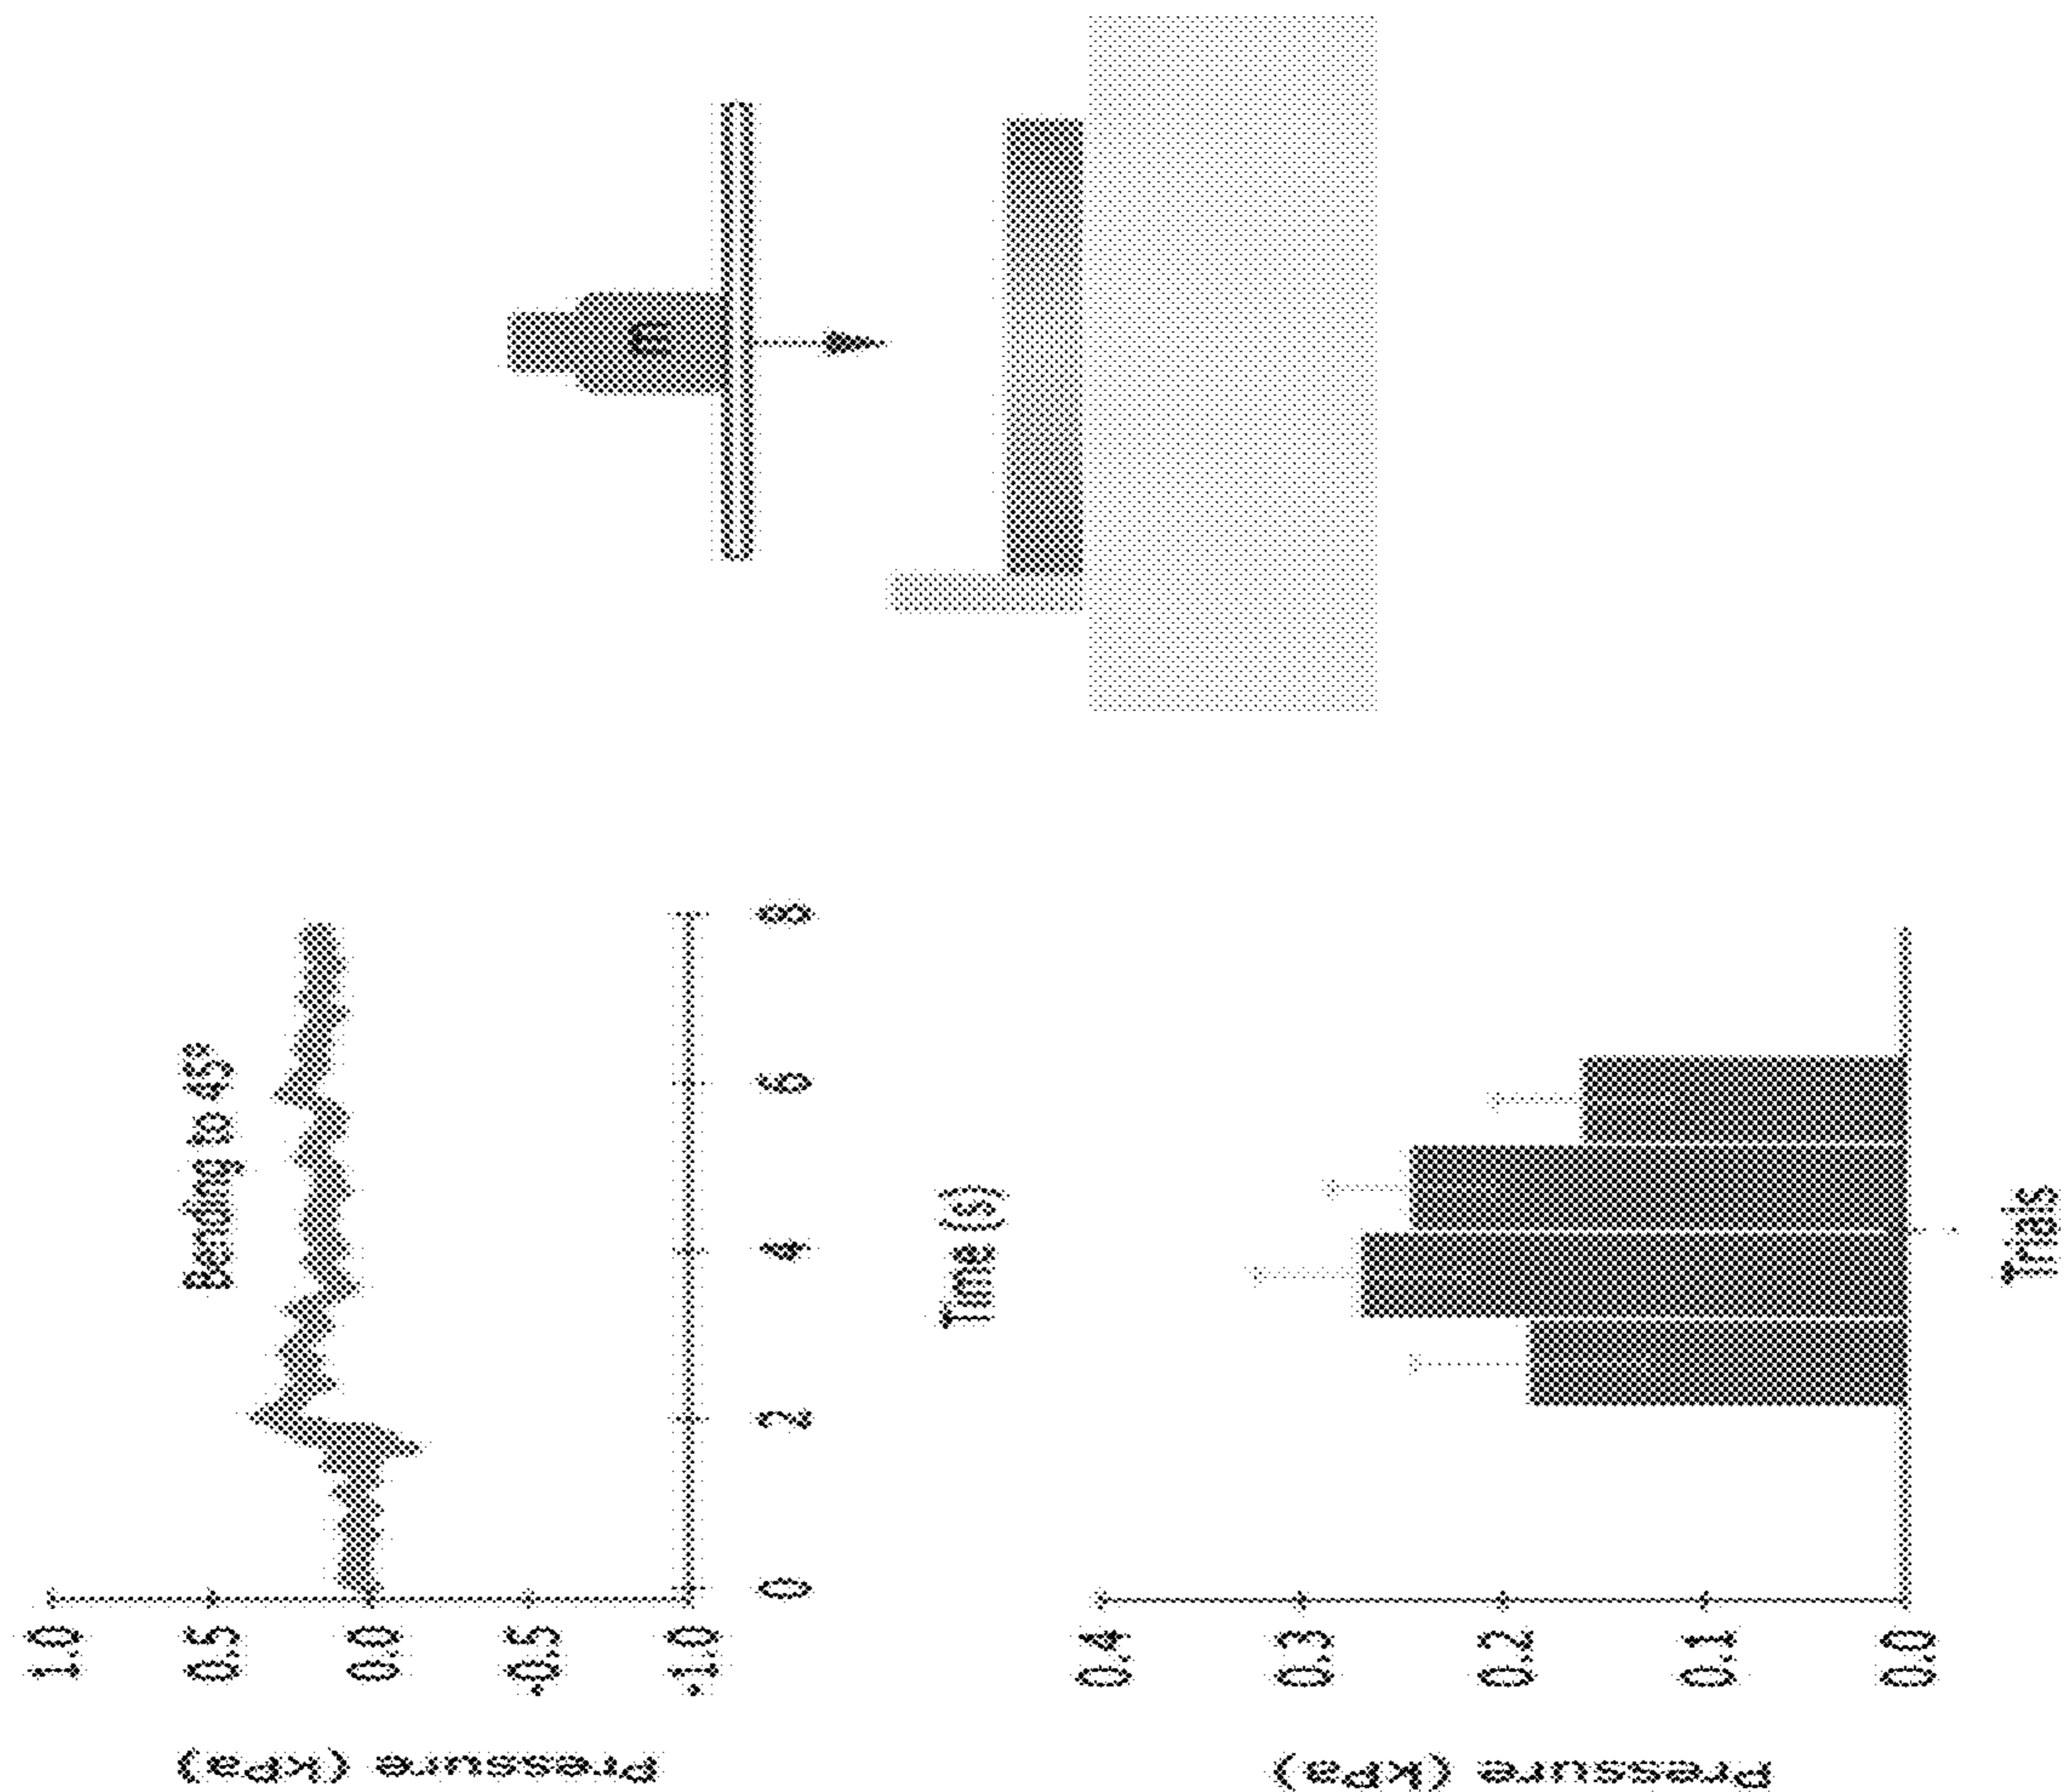 Bending to 45°
Pressure (kPa)
1.0
0.5
0.0
-0.5
-1.0
0
2
4
6
8
Time (s)
m
Pressure (kPa)
0.4
0.3
0.2
0.1
0.0
Trials